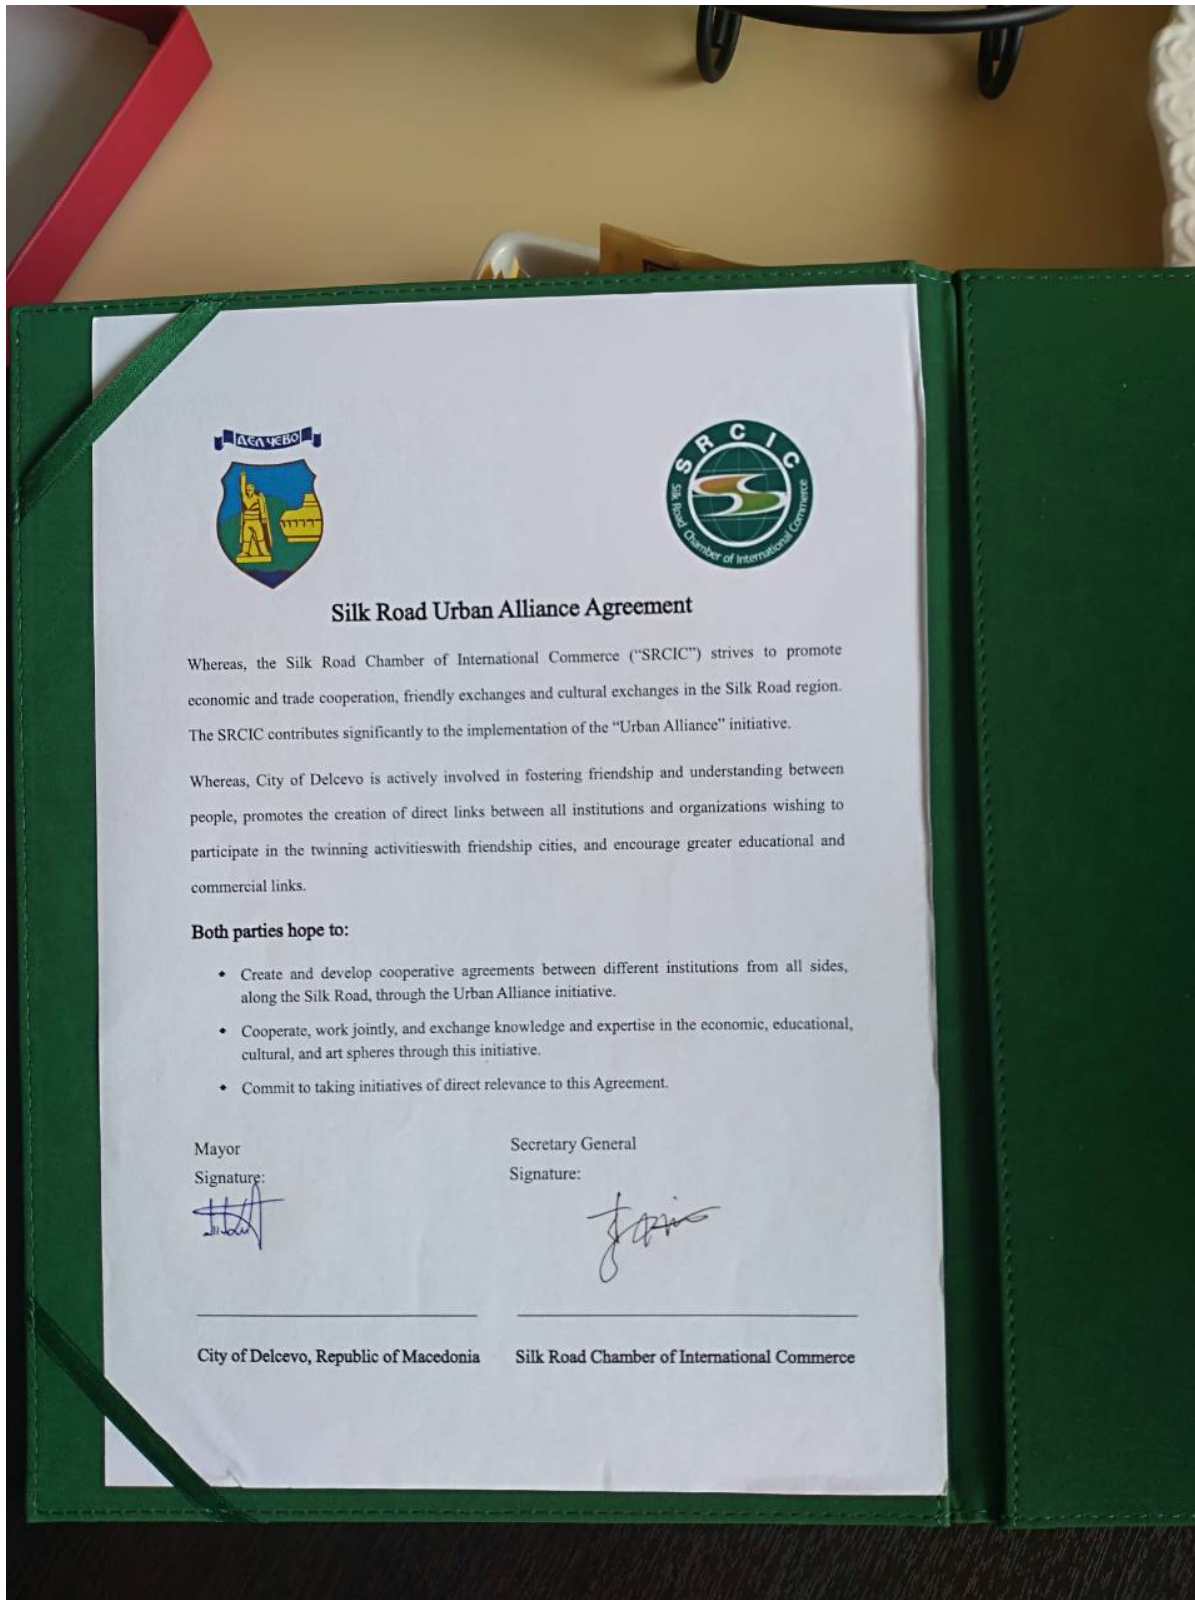 ДЕЛЧЕВО
SRCIC
Silk Road Chamber of International Commerce
Silk Road Urban Alliance Agreement
Whereas, the Silk Road Chamber of International Commerce (“SRCIC”) strives to promote
economic and trade cooperation, friendly exchanges and cultural exchanges in the Silk Road region.
The SRCIC contributes significantly to the implementation of the “Urban Alliance” initiative.
Whereas, City of Delcevo is actively involved in fostering friendship and understanding between
people, promotes the creation of direct links between all institutions and organizations wishing to
participate in the twinning activitieswith friendship cities, and encourage greater educational and
commercial links.
Both parties hope to:
• Create and develop cooperative agreements between different institutions from all sides,
along the Silk Road, through the Urban Alliance initiative.
• Cooperate, work jointly, and exchange knowledge and expertise in the economic, educational,
cultural, and art spheres through this initiative.
• Commit to taking initiatives of direct relevance to this Agreement.
Mayor
Signature:
Secretary General
Signature:
City of Delcevo, Republic of Macedonia
Silk Road Chamber of International Commerce